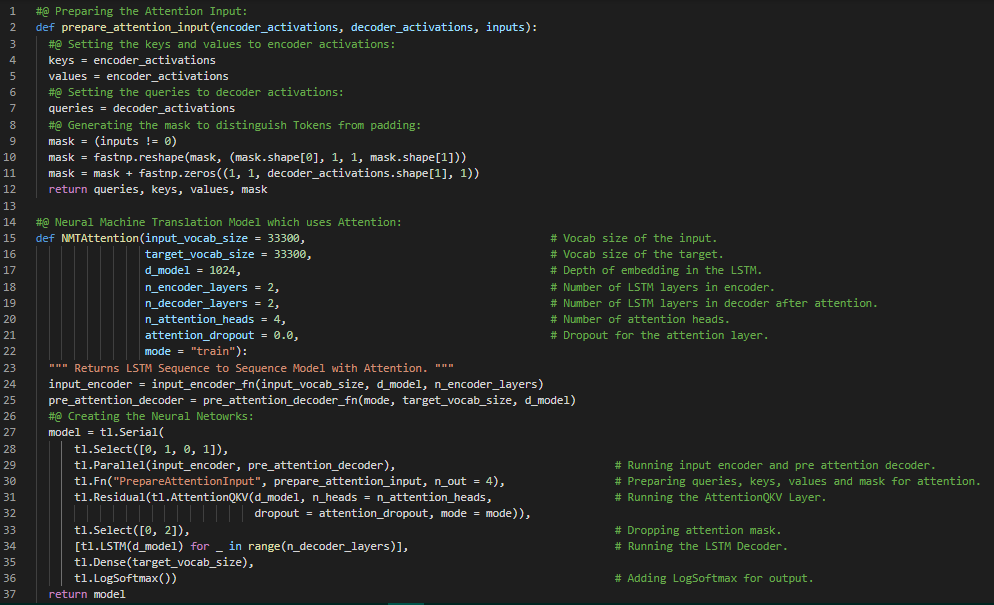 1 #@ Preparing the Attention Input:
2 def prepare_attention_input(encoder_activations, decoder_activations, inputs):
3   #@ Setting the keys and values to encoder activations:
4   keys = encoder_activations
5   values = encoder_activations
6   #@ Setting the queries to decoder activations:
7   queries = decoder_activations
8   #@ Generating the mask to distinguish Tokens from padding:
9   mask = (inputs != 0)
10   mask = fastnp.reshape(mask, (mask.shape[0], 1, 1, mask.shape[1]))
11   mask = mask + fastnp.zeros((1, 1, decoder_activations.shape[1], 1))
12   return queries, keys, values, mask
13
14 #@ Neural Machine Translation Model which uses Attention:
15 def NMTAttention(input_vocab_size = 33300, # Vocab size of the input.
16                  target_vocab_size = 33300, # Vocab size of the target.
17                  d_model = 1024, # Depth of embedding in the LSTM.
18                  n_encoder_layers = 2, # Number of LSTM layers in encoder.
19                  n_decoder_layers = 2, # Number of LSTM layers in decoder after attention.
20                  n_attention_heads = 4, # Number of attention heads.
21                  attention_dropout = 0.0, # Dropout for the attention layer.
22                  mode = "train"):
23   """ Returns LSTM Sequence to Sequence Model with Attention. """
24   input_encoder = input_encoder_fn(input_vocab_size, d_model, n_encoder_layers)
25   pre_attention_decoder = pre_attention_decoder_fn(mode, target_vocab_size, d_model)
26   #@ Creating the Neural Netowrks:
27   model = tl.Serial(
28       tl.Select([0, 1, 0, 1]),
29       tl.Parallel(input_encoder, pre_attention_decoder), # Running input encoder and pre attention decoder.
30       tl.Fn("PrepareAttentionInput", prepare_attention_input, n_out = 4), # Preparing queries, keys, values and mask for attention.
31       tl.Residual(tl.AttentionQKV(d_model, n_heads = n_attention_heads, # Running the AttentionQKV Layer.
32                                   dropout = attention_dropout, mode = mode)),
33       tl.Select([0, 2]), # Dropping attention mask.
34       [tl.LSTM(d_model) for _ in range(n_decoder_layers)], # Running the LSTM Decoder.
35       tl.Dense(target_vocab_size),
36       tl.LogSoftmax()) # Adding LogSoftmax for output.
37   return model